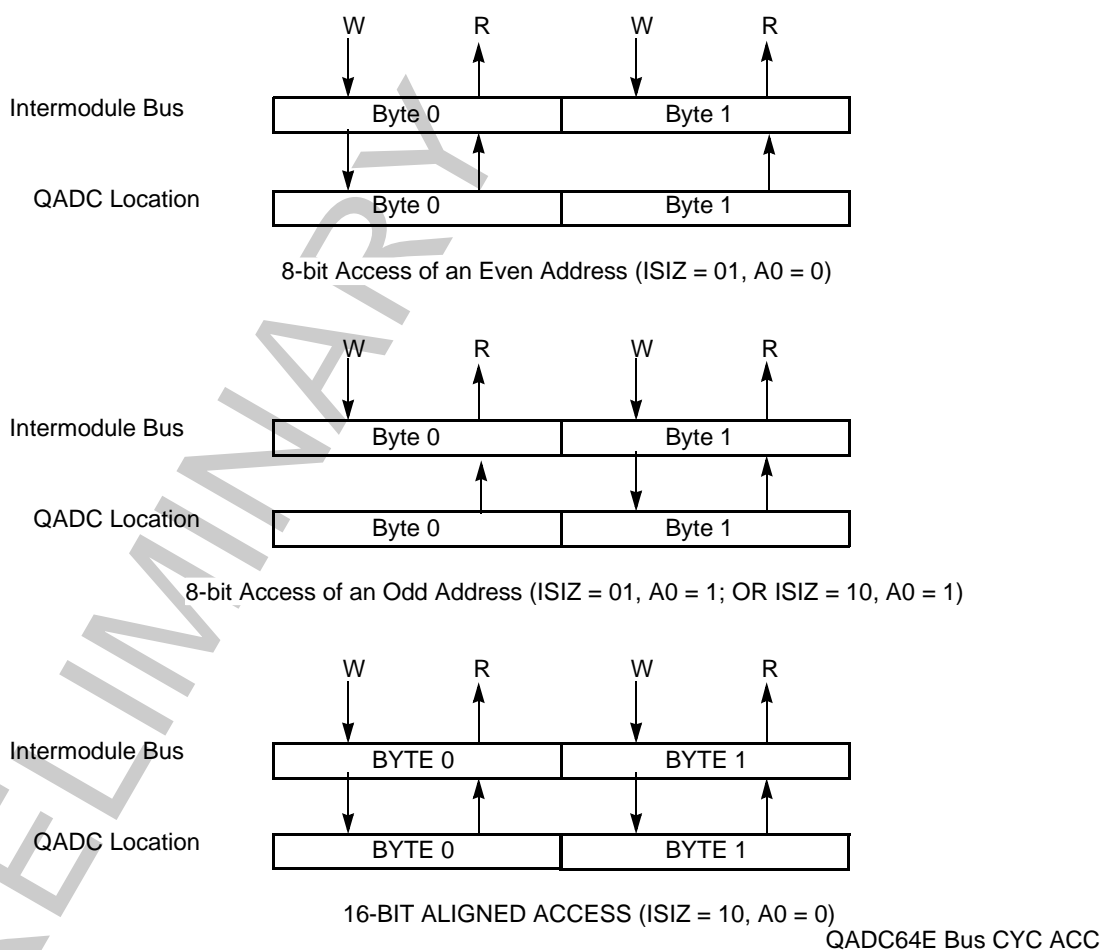 W R W R
Intermodule Bus Byte 0 Byte 1
QADC Location Byte 0 Byte 1
8-bit Access of an Even Address (ISIZ = 01, A0 = 0)
W R W R
Intermodule Bus Byte 0 Byte 1
QADC Location Byte 0 Byte 1
8-bit Access of an Odd Address (ISIZ = 01, A0 = 1; OR ISIZ = 10, A0 = 1)
W R W R
Intermodule Bus BYTE 0 BYTE 1
QADC Location BYTE 0 BYTE 1
16-BIT ALIGNED ACCESS (ISIZ = 10, A0 = 0)
QADC64E Bus CYC ACC
RELIMINARY